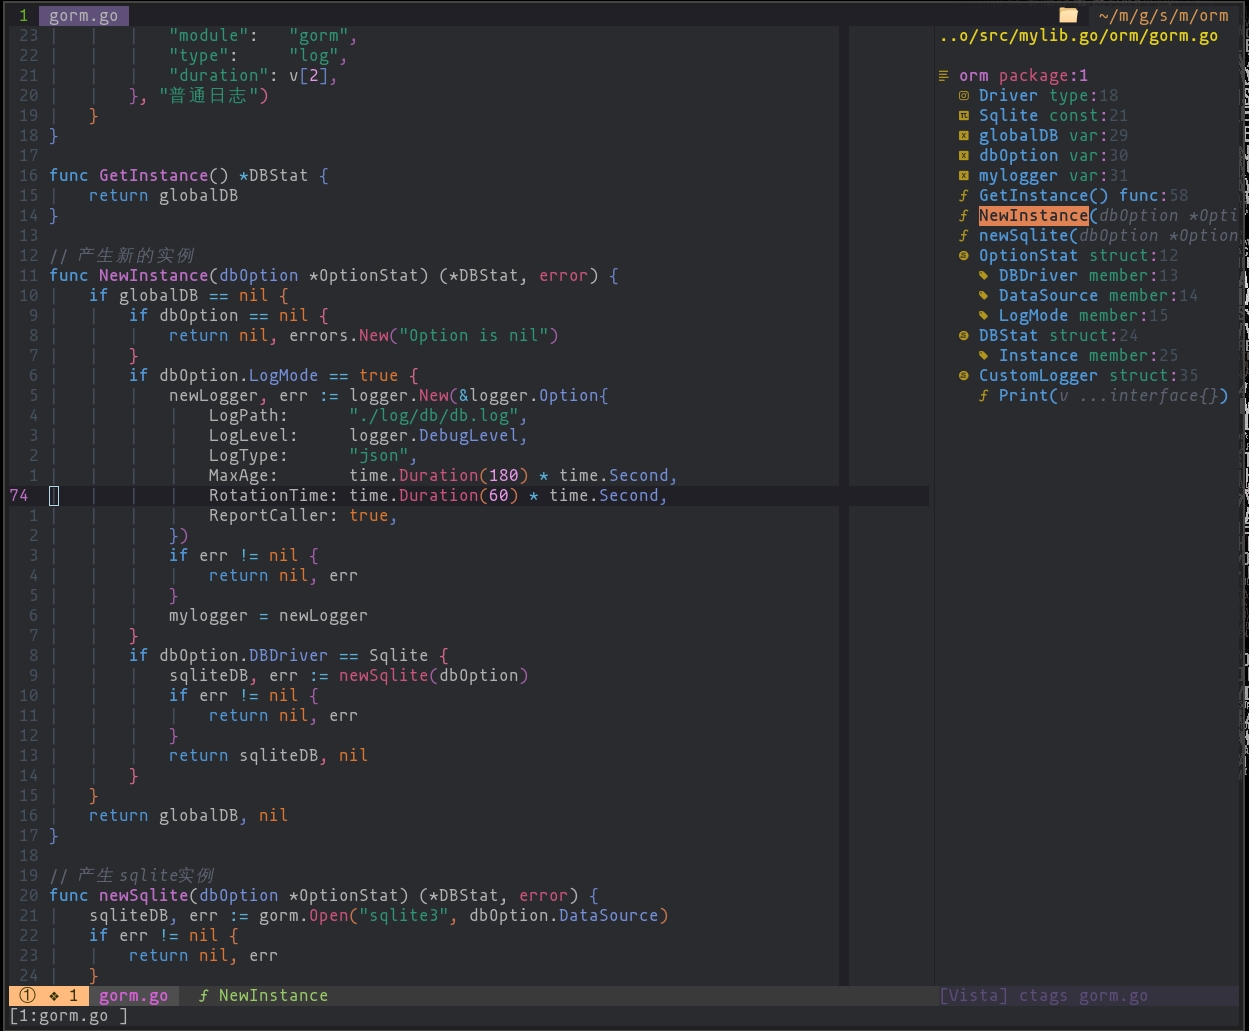 1 gorm.go ~/m/g/s/m/orm
23 "module": "gorm",
22 "type": "log",
21 "duration": v[2],
20 }, "普通日志")
19 }
18 }
17
16 func GetInstance() *DBStat {
15 return globalDB
14 }
13
12 // 产生新的实例
11 func NewInstance(dbOption *OptionStat) (*DBStat, error) {
10 if globalDB == nil {
9 if dbOption == nil {
8 return nil, errors.New("Option is nil")
7 }
6 if dbOption.LogMode == true {
5 newLogger, err := logger.New(&logger.Option{
4 LogPath: "./log/db/db.log",
3 LogLevel: logger.DebugLevel,
2 LogType: "json",
1 MaxAge: time.Duration(180) * time.Second,
74 RotationTime: time.Duration(60) * time.Second,
1 ReportCaller: true,
2 })
3 if err != nil {
4 return nil, err
5 }
6 mylogger = newLogger
7 }
8 if dbOption.DBDriver == Sqlite {
9 sqliteDB, err := newSqlite(dbOption)
10 if err != nil {
11 return nil, err
12 }
13 return sqliteDB, nil
14 }
15 }
16 return globalDB, nil
17 }
18
19 // 产生sqlite实例
20 func newSqlite(dbOption *OptionStat) (*DBStat, error) {
21 sqliteDB, err := gorm.Open("sqlite3", dbOption.DataSource)
22 if err != nil {
23 return nil, err
24 }
..o/src/mylib.go/orm/gorm.go
orm package:1
Driver type:18
Sqlite const:21
globalDB var:29
dbOption var:30
mylogger var:31
GetInstance() func:58
NewInstance(dbOption *Opti
newSqlite(dbOption *Option
OptionStat struct:12
DBDriver member:13
DataSource member:14
LogMode member:15
DBStat struct:24
Instance member:25
CustomLogger struct:35
Print(v ...interface{})
① ❖ 1 gorm.go ƒ NewInstance
[Vista] ctags gorm.go
[1:gorm.go ]